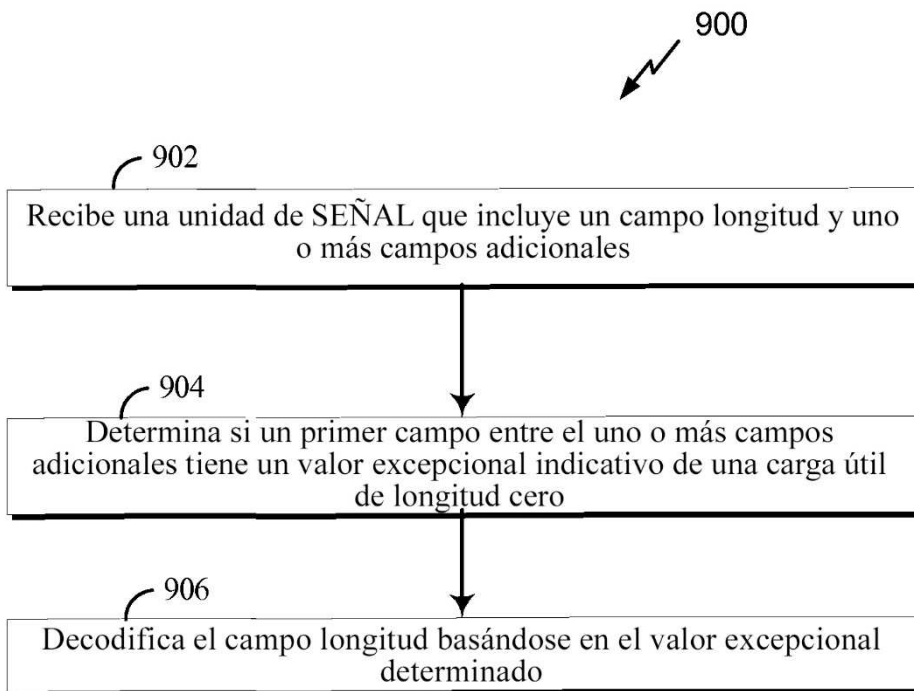 900
902
Recibe una unidad de SEÑAL que incluye un campo longitud y uno
o más campos adicionales
904
Determina si un primer campo entre el uno o más campos
adicionales tiene un valor excepcional indicativo de una carga útil
de longitud cero
906
Decodifica el campo longitud basándose en el valor excepcional
determinado